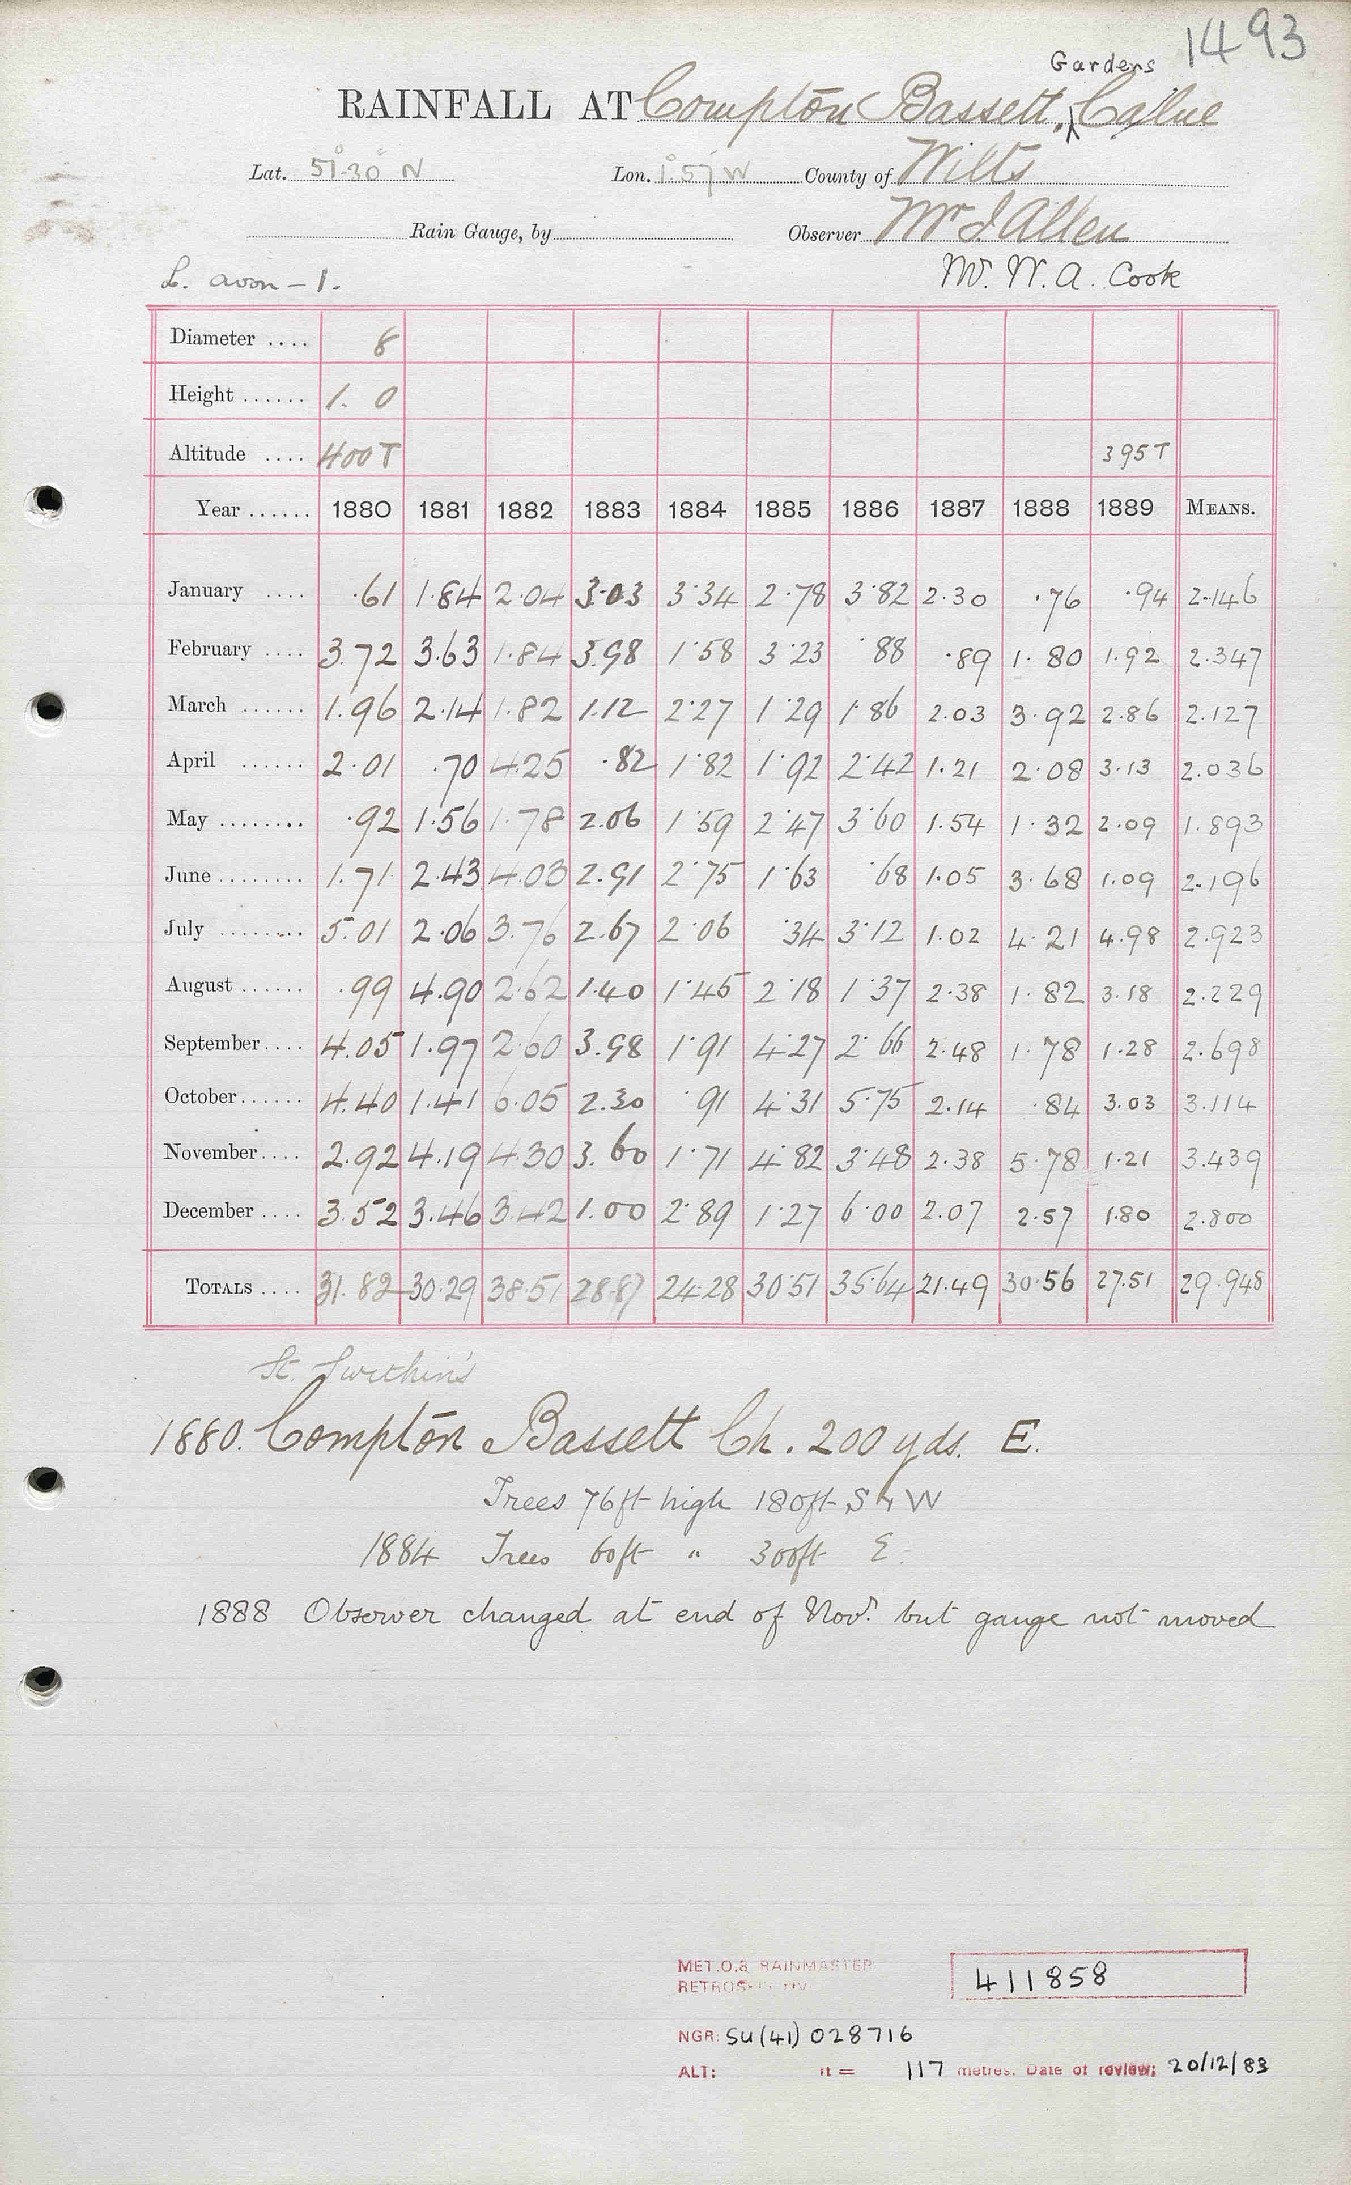 1493
Gardens
RAINFALL AT Compton Bassett, Calne
Lat. 51°30' N Lon. 1°.57' W County of Wilts
Rain Gauge, by Observer Mr J Allen
L. avon - 1. Mr. W. A. Cook
Diameter .... 8
Height ...... 1. 0
Altitude .... 400T 395T
Year ...... 1880 1881 1882 1883 1884 1885 1886 1887 1888 1889 MEANS.
January .... .61 1.84 2.04 3.03 3.34 2.78 3.82 2.30 .76 .94 2.146
February .... 3.72 3.63 1.84 3.98 1.58 3.23 .88 .89 1.80 1.92 2.347
March ...... 1.96 2.14 1.82 1.12 2.27 1.29 1.86 2.03 3.92 2.86 2.127
April ...... 2.01 .70 4.25 .82 1.82 1.92 2.42 1.21 2.08 3.13 2.036
May ........ .92 1.56 1.78 2.06 1.59 2.47 3.60 1.54 1.32 2.09 1.893
June ........ 1.71 2.43 4.03 2.91 2.75 1.63 .68 1.05 3.68 1.09 2.196
July ........ 5.01 2.06 3.76 2.67 2.06 .34 3.12 1.02 4.21 4.98 2.923
August ...... .99 4.90 2.62 1.40 1.45 2.18 1.37 2.38 1.82 3.18 2.229
September .... 4.05 1.97 2.60 3.98 1.91 4.27 2.66 2.48 1.78 1.28 2.698
October ...... 4.40 1.41 6.05 2.30 .91 4.31 5.75 2.14 .84 3.03 3.114
November .... 2.92 4.19 4.30 3.60 1.71 4.82 3.48 2.38 5.78 1.21 3.439
December .... 3.52 3.46 3.42 1.00 2.89 1.27 6.00 2.07 2.57 1.80 2.800
TOTALS .... 31.82 30.29 38.51 28.87 24.28 30.51 35.64 21.49 30.56 27.51 29.948
St. Swithin's
1880. Compton Bassett Ch. 200 yds. E.
Trees 76ft high 180ft S & W
1884 Trees 60ft " 300ft E.
1888 Observer changed at end of Novr. but gauge not moved
MET.O.8 RAINMASTER
411858
NGR: SU(41) 028716
ALT: ft = 117 metres. Date of review: 20/12/83